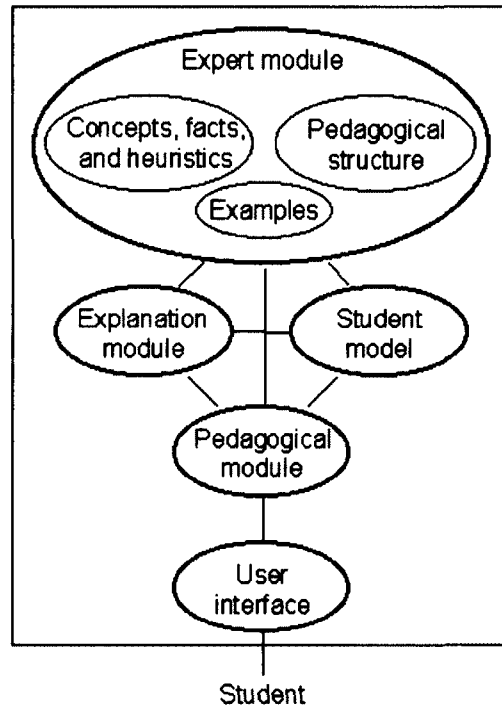 Expert module
Concepts, facts,
and heuristics
Pedagogical
structure
Examples
Explanation
module
Student
model
Pedagogical
module
User
interface
Student